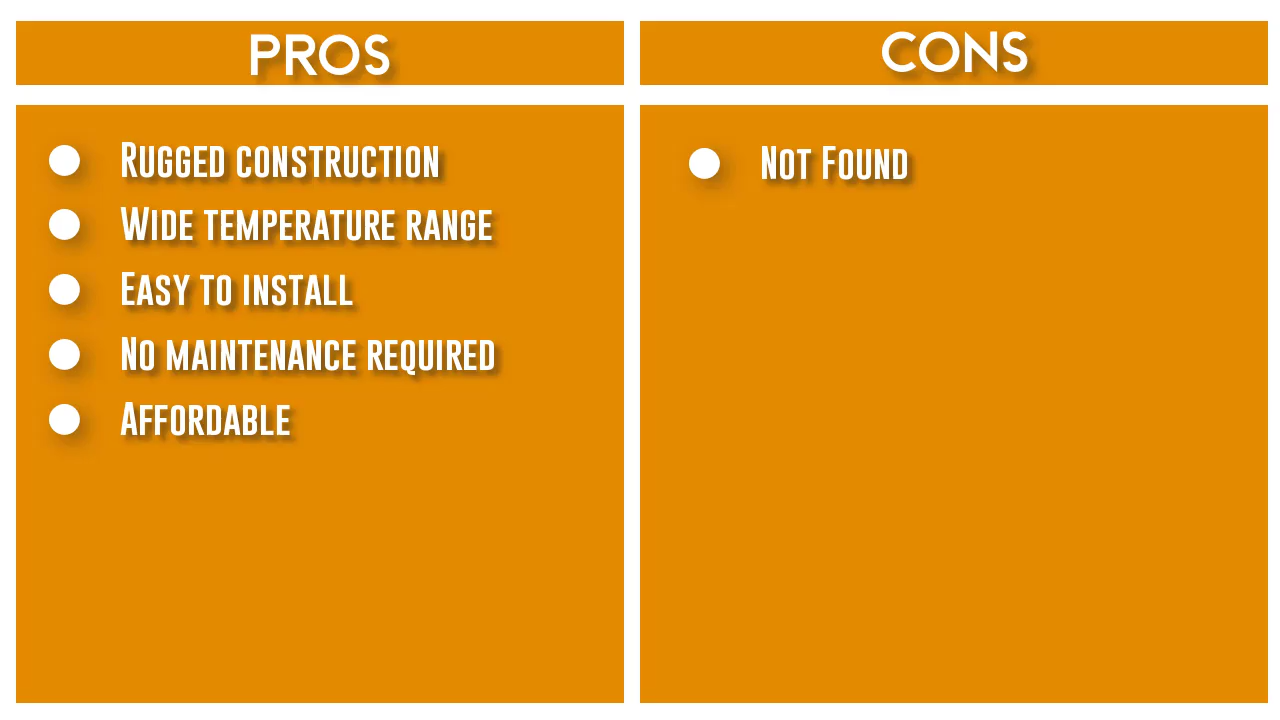 PROS
Rugged construction
Wide temperature range
Easy to install
No maintenance required
Affordable
CONS
Not Found